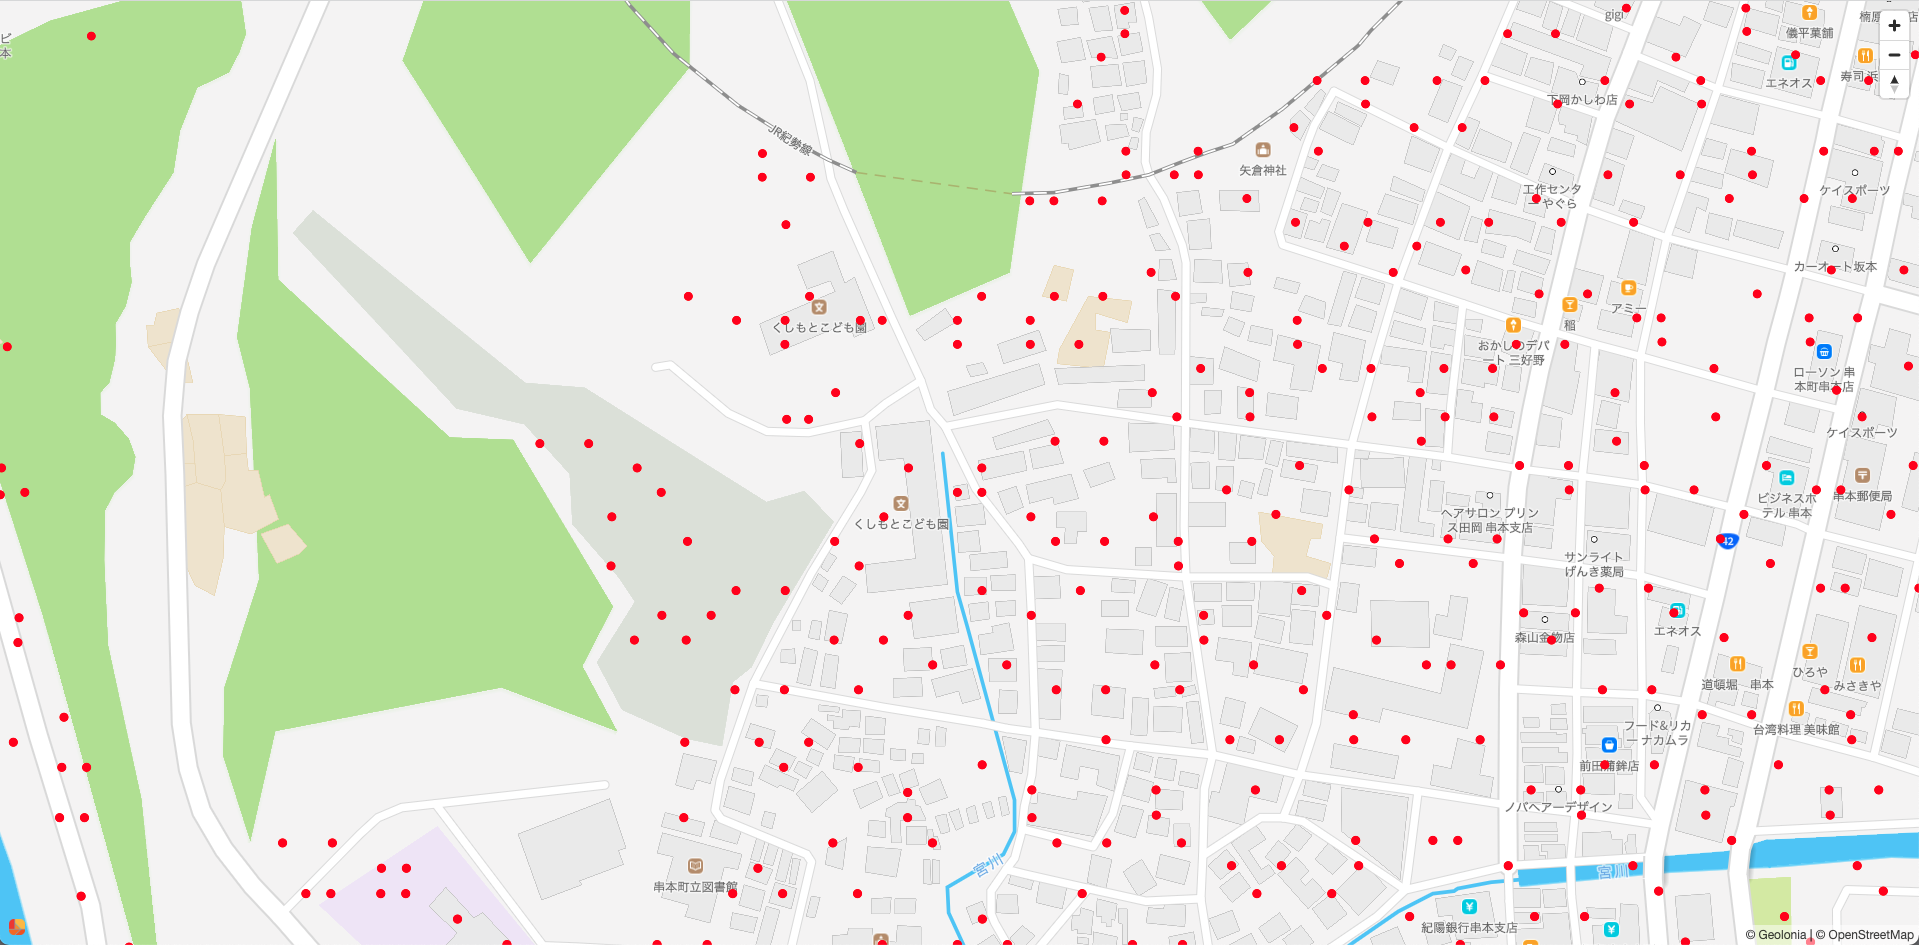 gigi
儀平菓舗
エネオス
下岡かしわ店
JR紀勢線
矢倉神社
工作センタ
ー やぐら
ケイスポーツ
カーオート坂本
アミー
稲
くしもとこども園
おかしのデパ
ート 三好野
ローソン 串
本町串本店
ケイスポーツ
ビジネスホ
テル 串本
串本郵便局
くしもとこども園
ヘアサロン プリン
ス田岡 串本支店
42
サンライト
げんき薬局
エネオス
森山金物店
ひろや
道頓堀 串本
みさきや
フード&リカ
ー ナカムラ
台湾料理 美味館
前田蒲鉾店
ノバヘアーデザイン
宮川
宮川
串本町立図書館
紀陽銀行串本支店
© Geolonia | © OpenStreetMap